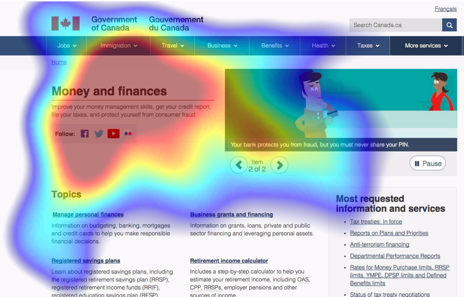 Français
Government Gouvernement
of Canada du Canada
Search Canada.ca
Jobs Immigration Travel Business Benefits Health Taxes More services
Home
Money and finances
Improve your money management skills, get your credit report,
file your taxes, and protect yourself from consumer fraud
Follow:
Your bank protects you from fraud, but you must never share your PIN.
Item
2 of 2
Pause
Topics
Manage personal finances
Information on budgeting, banking, mortgages
and credit cards to help you make responsible
financial decisions.
Business grants and financing
Information on grants, loans, private and public
sector financing and leveraging personal assets.
Registered savings plans
Learn about registered savings plans, including
the registered retirement savings plan (RRSP),
registered retirement income funds (RRIF),
registered education savings plan (RESP)
Retirement income calculator
Includes a step-by-step calculator to help you
estimate your retirement income, including OAS,
CPP, RRSPs, employer pensions and other
sources of income.
Most requested
information and services
Tax treaties; In force
Reports on Plans and Priorities
Anti-terrorism financing
Departmental Performance Reports
Rates for Money Purchase limits, RRSP
limits, YMPE, DPSP limits and Defined
Benefits limits
Status of tax treaty negotiations